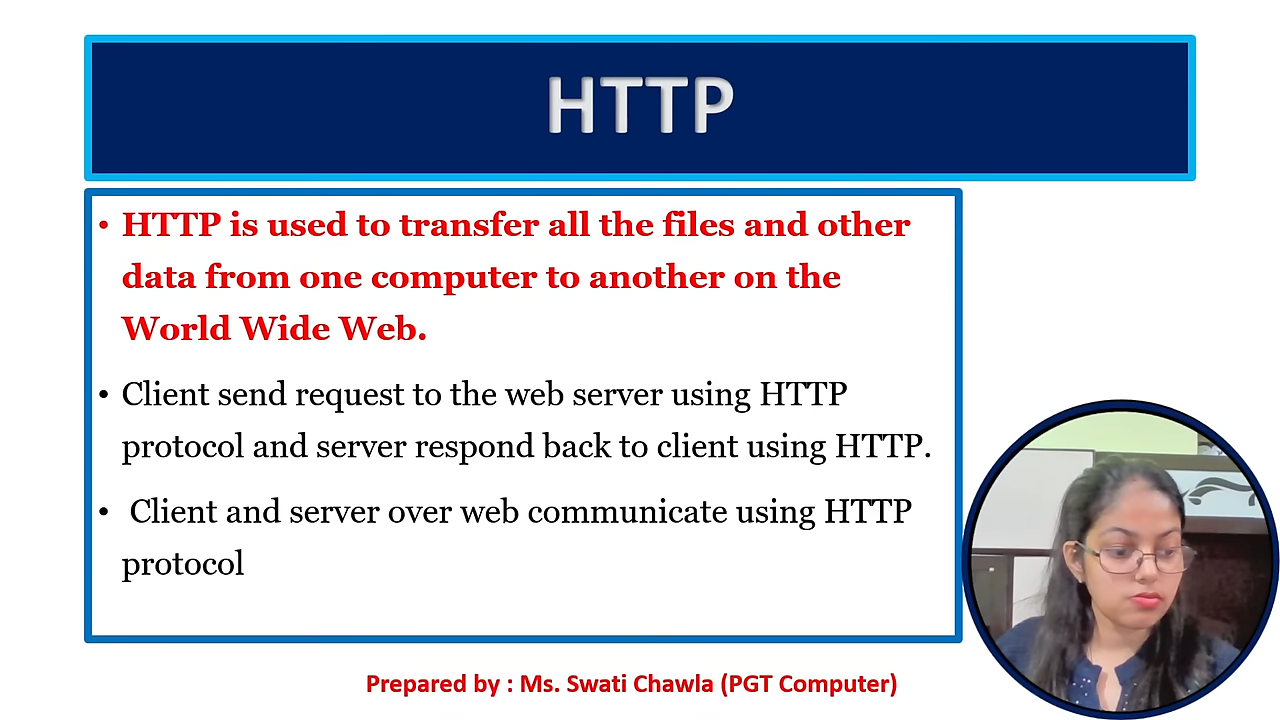 HTTP
• HTTP is used to transfer all the files and other
data from one computer to another on the
World Wide Web.
• Client send request to the web server using HTTP
protocol and server respond back to client using HTTP.
• Client and server over web communicate using HTTP
protocol
Prepared by : Ms. Swati Chawla (PGT Computer)